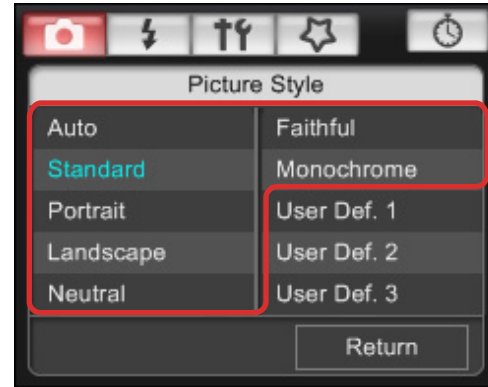 Picture Style
Auto
Standard
Portrait
Landscape
Neutral
Faithful
Monochrome
User Def. 1
User Def. 2
User Def. 3
Return